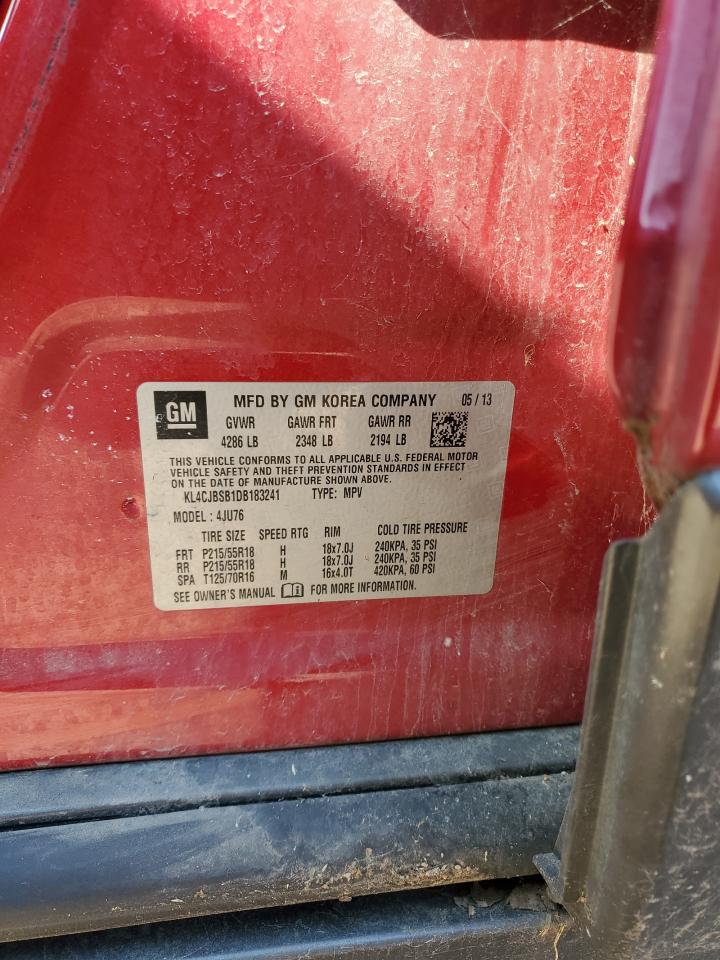 GM MFD BY GM KOREA COMPANY 05 / 13
GVWR GAWR FRT GAWR RR
4286 LB 2348 LB 2194 LB
THIS VEHICLE CONFORMS TO ALL APPLICABLE U.S. FEDERAL MOTOR
VEHICLE SAFETY AND THEFT PREVENTION STANDARDS IN EFFECT
ON THE DATE OF MANUFACTURE SHOWN ABOVE.
KL4CJBSB1DB183241 TYPE: MPV
MODEL : 4JU76
TIRE SIZE SPEED RTG RIM COLD TIRE PRESSURE
FRT P215/55R18 H 18x7.0J 240KPA, 35 PSI
RR P215/55R18 H 18x7.0J 240KPA, 35 PSI
SPA T125/70R16 M 16x4.0T 420KPA, 60 PSI
SEE OWNER'S MANUAL FOR MORE INFORMATION.